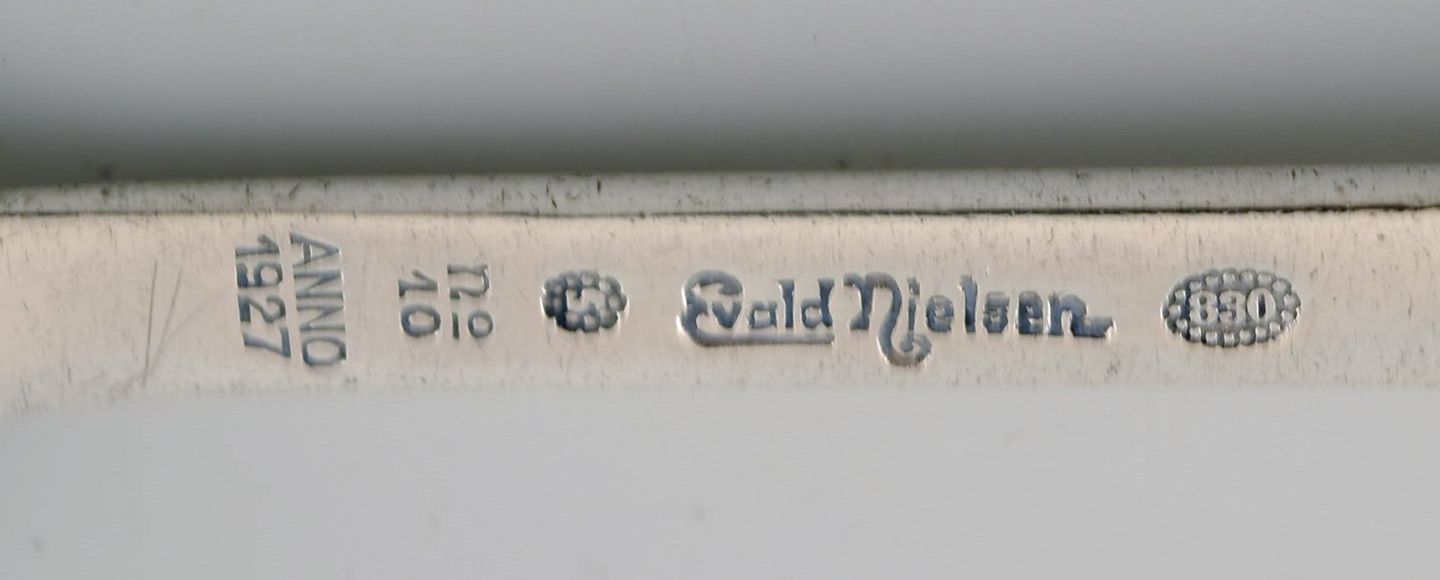 ANNO
1927
no
10
Evald Nielsen
830